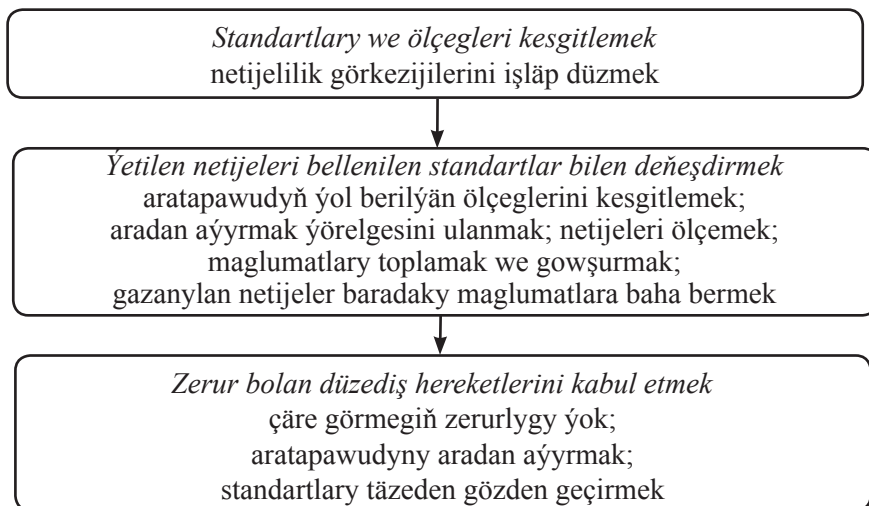 Standartlary we ölçegleri kesgitlemek
netijelilik görkezijilerini işläp düzmek
Ýetilen netijeleri bellenilen standartlar bilen deňeşdirmek
aratapawudyň ýol berilýän ölçeglerini kesgitlemek;
aradan aýyrmak ýörelgesini ulanmak; netijeleri ölçemek;
maglumatlary toplamak we gowşurmak;
gazanylan netijeler baradaky maglumatlara baha bermek
Zerur bolan düzediş hereketlerini kabul etmek
çäre görmegiň zerurlygy ýok;
aratapawudyny aradan aýyrmak;
standartlary täzeden gözden geçirmek